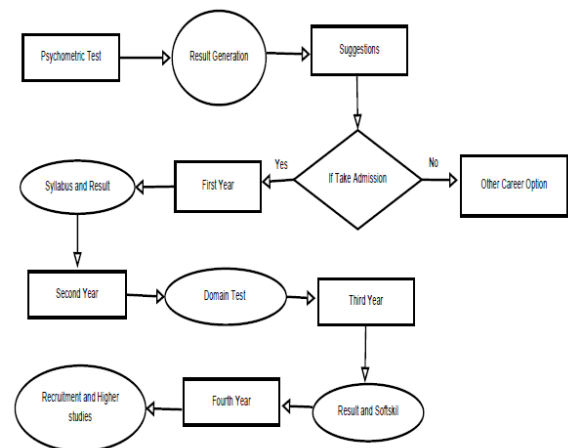 Psychometric Test
Result Generation
Suggestions
If Take Admission
Yes
No
First Year
Other Career Option
Syllabus and Result
Second Year
Domain Test
Third Year
Result and Softskil
Fourth Year
Recruitment and Higher
studies